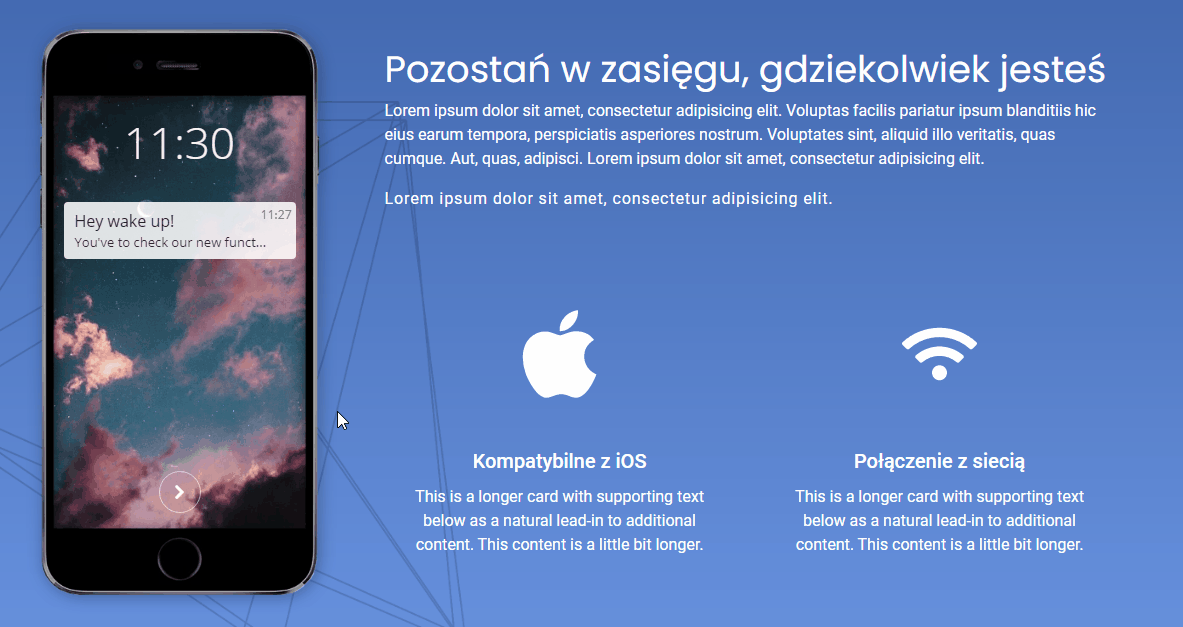 11:30
Hey wake up!
11:27
You've to check our new funct...
Pozostań w zasięgu, gdziekolwiek jesteś
Lorem ipsum dolor sit amet, consectetur adipisicing elit. Voluptas facilis pariatur ipsum blanditiis hic
eius earum tempora, perspiciatis asperiores nostrum. Voluptates sint, aliquid illo veritatis, quas
cumque. Aut, quas, adipisci. Lorem ipsum dolor sit amet, consectetur adipisicing elit.
Lorem ipsum dolor sit amet, consectetur adipisicing elit.
Kompatybilne z iOS
This is a longer card with supporting text
below as a natural lead-in to additional
content. This content is a little bit longer.
Połączenie z siecią
This is a longer card with supporting text
below as a natural lead-in to additional
content. This content is a little bit longer.